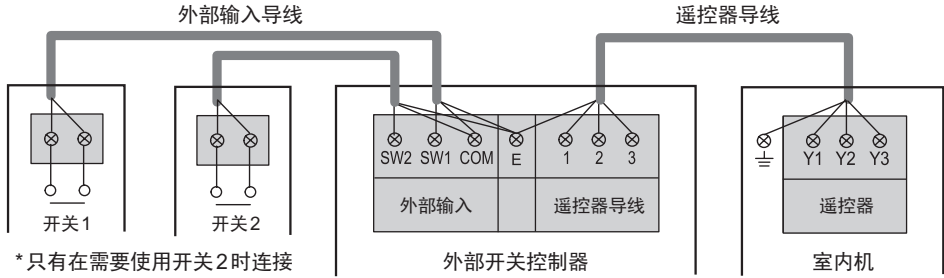 外部输入导线 遥控器导线
SW2 SW1 COM E 1 2 3 Y1 Y2 Y3
外部输入 遥控器导线 遥控器
开关1 开关2
*只有在需要使用开关2时连接 外部开关控制器 室内机